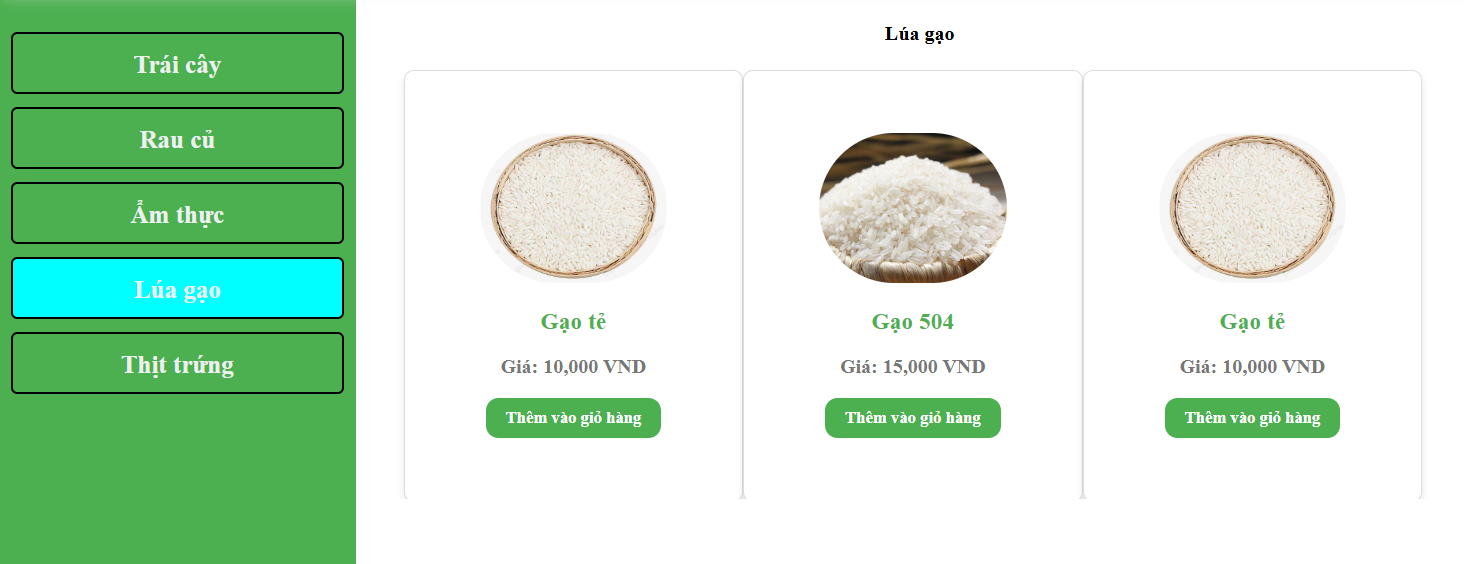 Trái cây
Rau củ
Ẩm thực
Lúa gạo
Thịt trứng
Lúa gạo
Gạo tẻ
Giá: 10,000 VND
Thêm vào giỏ hàng
Gạo 504
Giá: 15,000 VND
Thêm vào giỏ hàng
Gạo tẻ
Giá: 10,000 VND
Thêm vào giỏ hàng